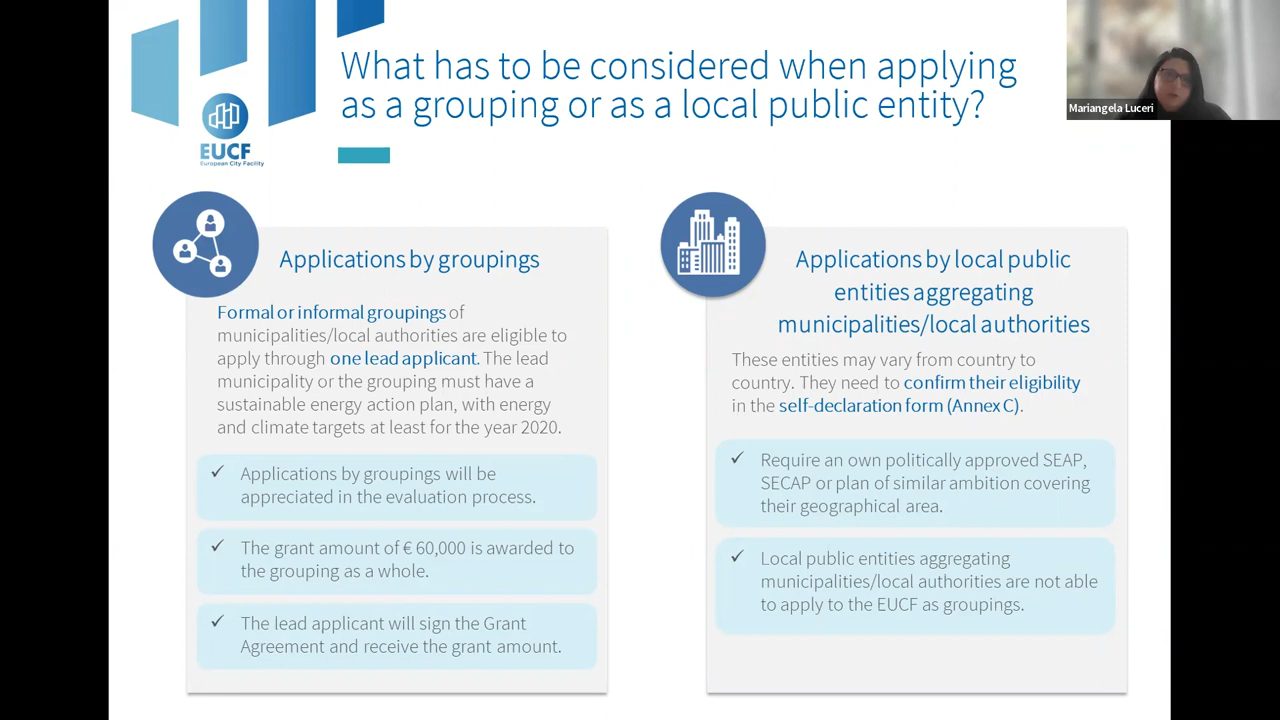 What has to be considered when applying
as a grouping or as a local public entity?
Mariangela Luceri
EUCF
European City Facility
Applications by groupings
Formal or informal groupings of
municipalities/local authorities are eligible to
apply through one lead applicant. The lead
municipality or the grouping must have a
sustainable energy action plan, with energy
and climate targets at least for the year 2020.
✓ Applications by groupings will be
appreciated in the evaluation process.
✓ The grant amount of € 60,000 is awarded to
the grouping as a whole.
✓ The lead applicant will sign the Grant
Agreement and receive the grant amount.
Applications by local public
entities aggregating
municipalities/local authorities
These entities may vary from country to
country. They need to confirm their eligibility
in the self-declaration form (Annex C).
✓ Require an own politically approved SEAP,
SECAP or plan of similar ambition covering
their geographical area.
✓ Local public entities aggregating
municipalities/local authorities are not able
to apply to the EUCF as groupings.